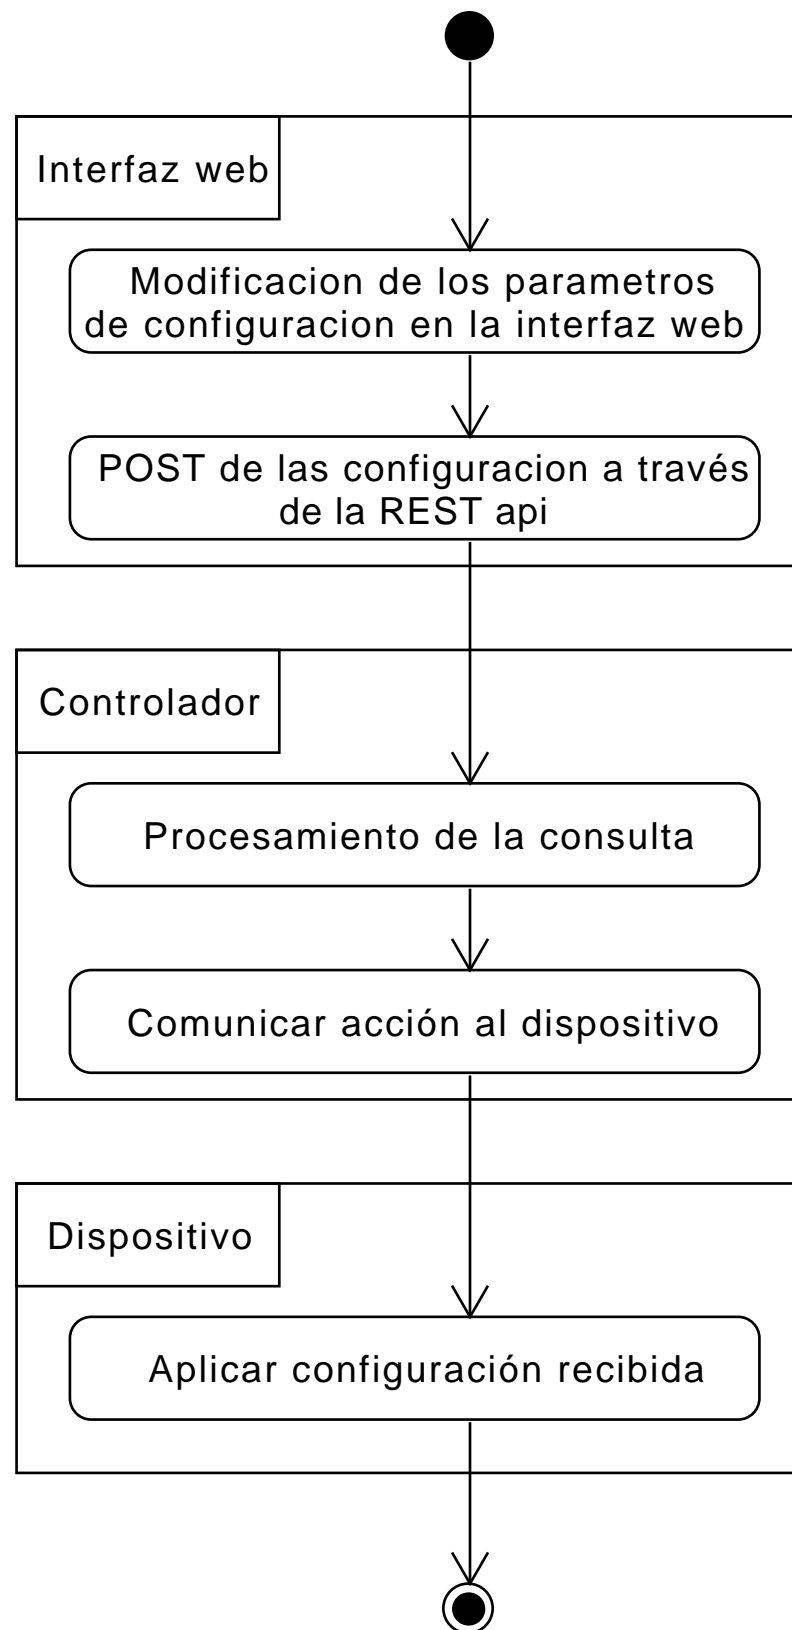 Interfaz web
Modificacion de los parametros
de configuracion en la interfaz web
POST de las configuracion a través
de la REST api
Controlador
Procesamiento de la consulta
Comunicar acción al dispositivo
Dispositivo
Aplicar configuración recibida